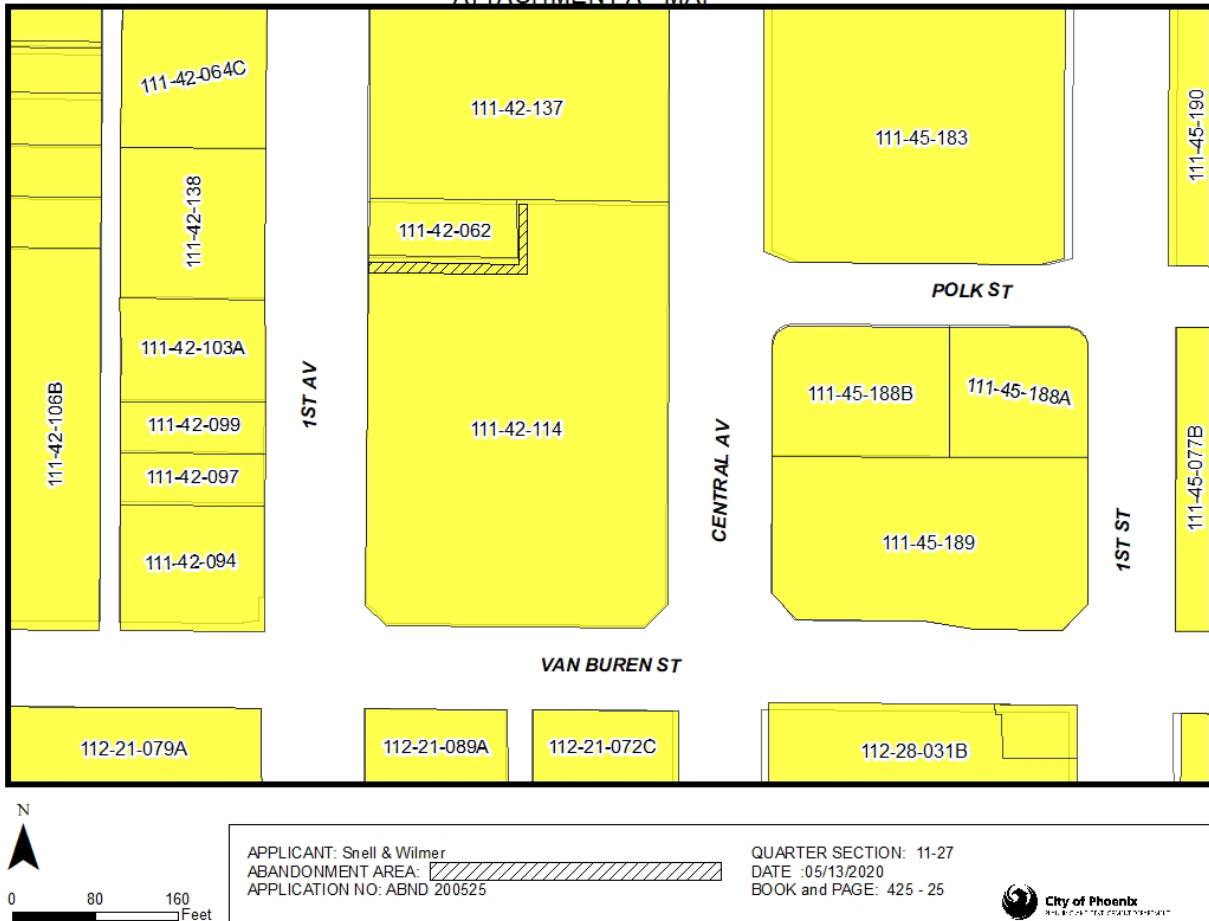 ATTACHMENT A - MAP
111-42-064C
111-42-137
111-45-183
111-45-190
111-42-138
111-42-062
POLK ST
111-42-103A
1ST AV
111-45-188B
111-45-188A
111-42-106B
111-42-099
111-42-114
CENTRAL AV
111-45-077B
111-42-097
111-42-094
111-45-189
1ST ST
VAN BUREN ST
112-21-079A
112-21-089A
112-21-072C
112-28-031B
N
0 80 160
Feet
APPLICANT: Snell & Wilmer
ABANDONMENT AREA:
APPLICATION NO: ABND 200525
QUARTER SECTION: 11-27
DATE :05/13/2020
BOOK and PAGE: 425 - 25
City of Phoenix